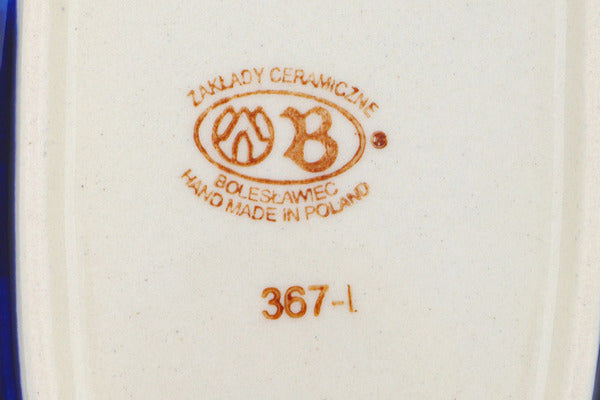 ZAKŁADY CERAMICZNE
B
BOLESŁAWIEC
HAND MADE IN POLAND
367-L